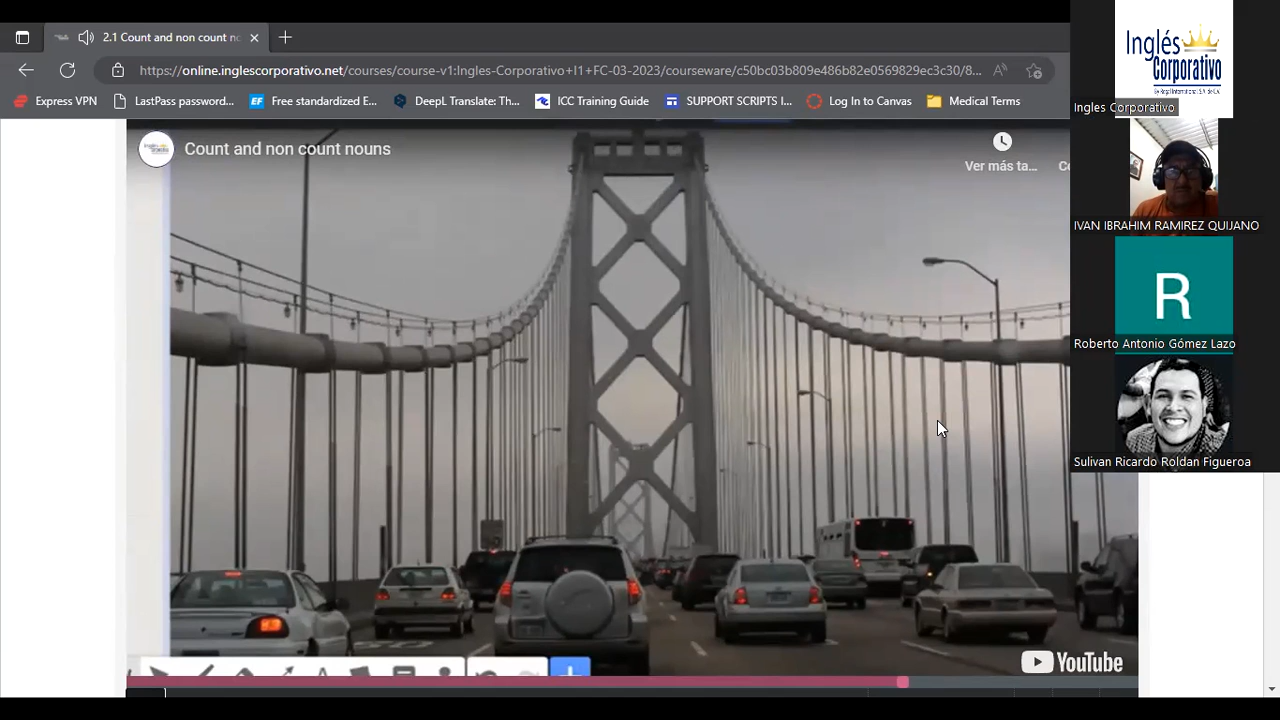 2.1 Count and non count no
https://online.inglescorporativo.net/courses/course-v1:Ingles-Corporativo+I1+FC-03-2023/courseware/c50bc03b809e486b82e0569829ec3c30/8...
Express VPN
LastPass password...
EF Free standardized E...
DeepL Translate: Th...
ICC Training Guide
SUPPORT SCRIPTS I...
Log In to Canvas
Medical Terms
Count and non count nouns
Ver más ta...
YouTube
Inglés
Corporativo
Ingles Corporativo
IVAN IBRAHIM RAMIREZ QUIJANO
R
Roberto Antonio Gómez Lazo
Sulivan Ricardo Roldan Figueroa